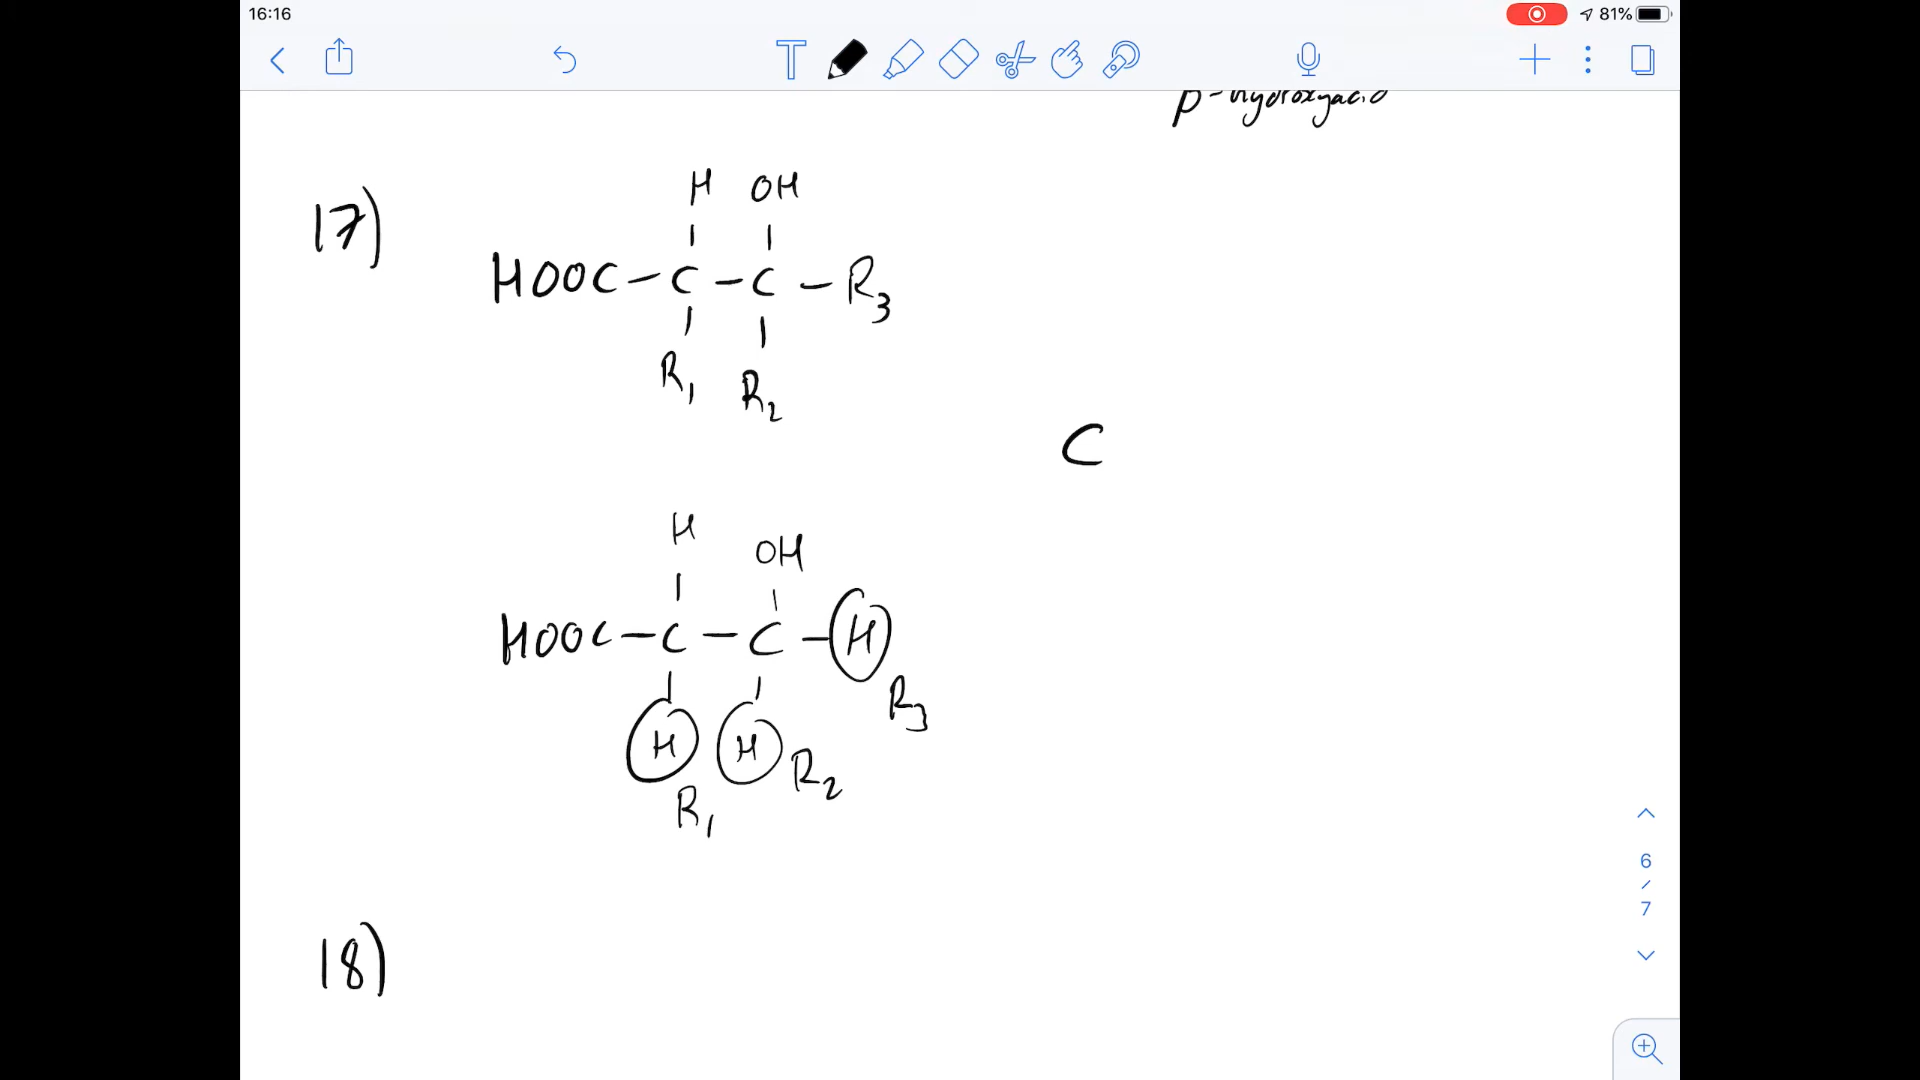 16:16
81%
T
β-hydroxyacid
17)
H OH
HOOC-C-C-R3
R1 R2
C
H OH
HOOC-C-C-H
R3
H H R2
R1
6
/
7
18)